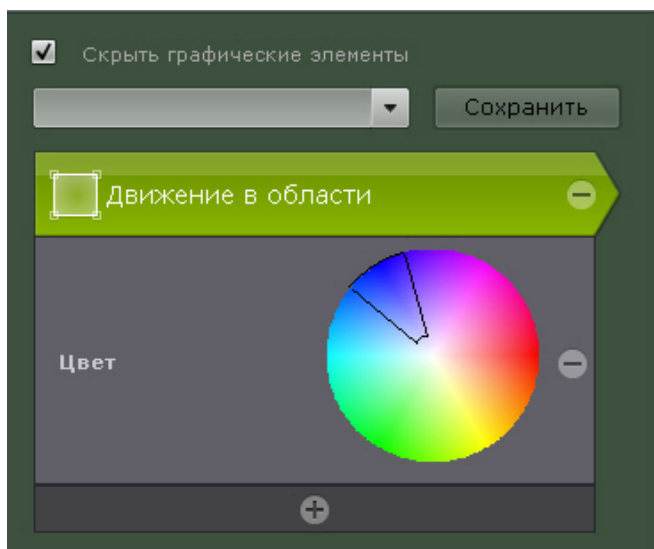 Скрыть графические элементы
Сохранить
Движение в области
Цвет